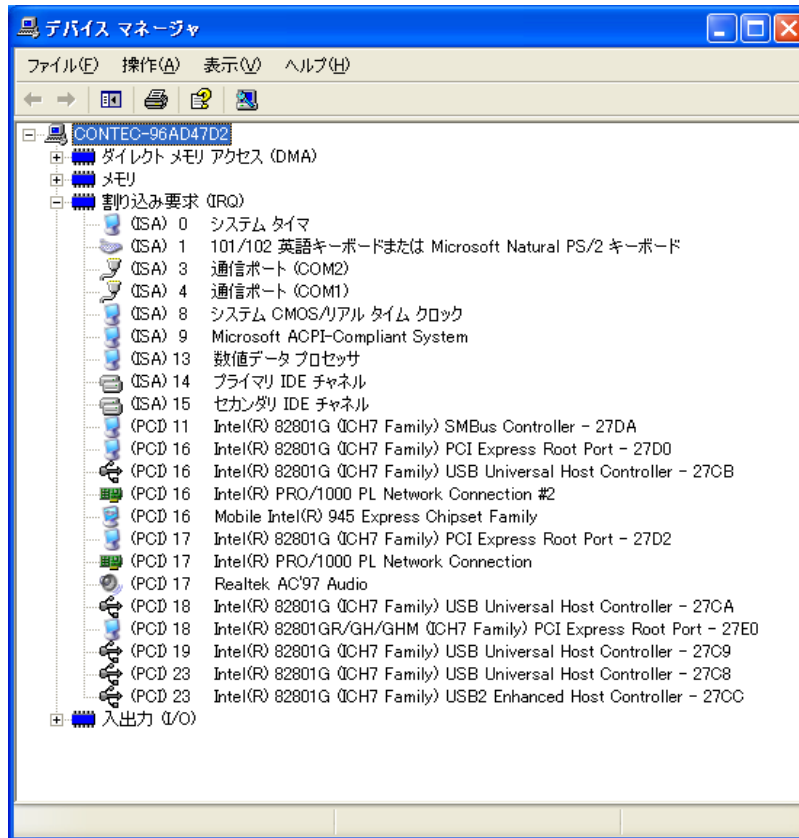 デバイス マネージャ
ファイル(F) 操作(A) 表示(V) ヘルプ(H)
CONTEC-96AD47D2
ダイレクト メモリ アクセス (DMA)
メモリ
割り込み要求 (IRQ)
(ISA) 0 システム タイマ
(ISA) 1 101/102 英語キーボードまたは Microsoft Natural PS/2 キーボード
(ISA) 3 通信ポート (COM2)
(ISA) 4 通信ポート (COM1)
(ISA) 8 システム CMOS/リアル タイム クロック
(ISA) 9 Microsoft ACPI-Compliant System
(ISA) 13 数値データ プロセッサ
(ISA) 14 プライマリ IDE チャネル
(ISA) 15 セカンダリ IDE チャネル
(PCI) 11 Intel(R) 82801G (ICH7 Family) SMBus Controller - 27DA
(PCI) 16 Intel(R) 82801G (ICH7 Family) PCI Express Root Port - 27D0
(PCI) 16 Intel(R) 82801G (ICH7 Family) USB Universal Host Controller - 27CB
(PCI) 16 Intel(R) PRO/1000 PL Network Connection #2
(PCI) 16 Mobile Intel(R) 945 Express Chipset Family
(PCI) 17 Intel(R) 82801G (ICH7 Family) PCI Express Root Port - 27D2
(PCI) 17 Intel(R) PRO/1000 PL Network Connection
(PCI) 17 Realtek AC'97 Audio
(PCI) 18 Intel(R) 82801G (ICH7 Family) USB Universal Host Controller - 27CA
(PCI) 18 Intel(R) 82801GR/GH/GHM (ICH7 Family) PCI Express Root Port - 27E0
(PCI) 19 Intel(R) 82801G (ICH7 Family) USB Universal Host Controller - 27C9
(PCI) 23 Intel(R) 82801G (ICH7 Family) USB Universal Host Controller - 27C8
(PCI) 23 Intel(R) 82801G (ICH7 Family) USB2 Enhanced Host Controller - 27CC
入出力 (I/O)